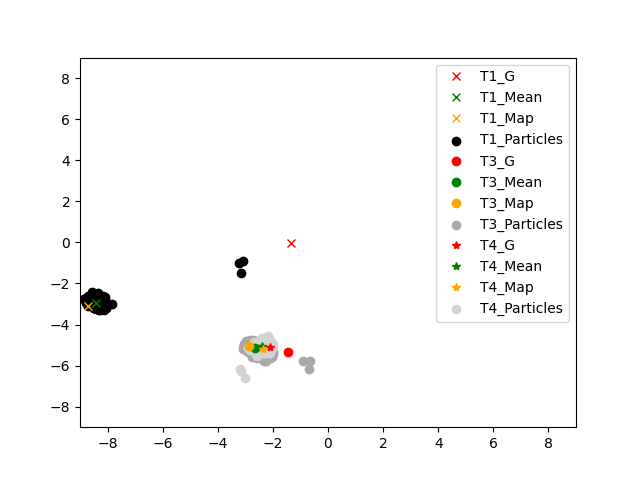 8
6
4
2
0
−2
−4
−6
−8
−8 −6 −4 −2 0 2 4 6 8
T1_G
T1_Mean
T1_Map
T1_Particles
T3_G
T3_Mean
T3_Map
T3_Particles
T4_G
T4_Mean
T4_Map
T4_Particles